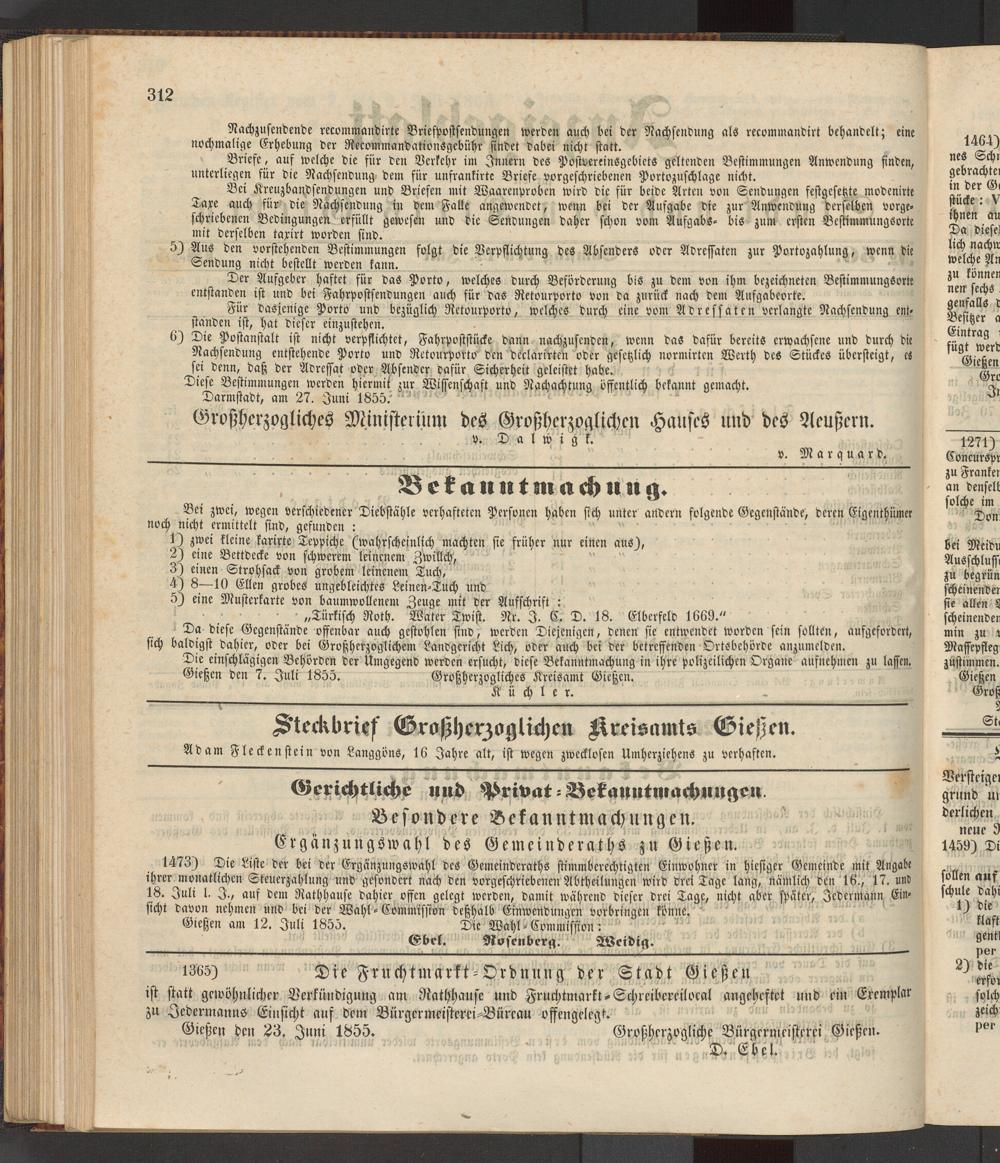 312
Nachzusendende recommandirte Briefpostsendungen werden auch bei der Nachsendung als recommandirt behandelt; eine
nochmalige Erhebung der Recommandationsgebühr findet dabei nicht statt.
Briefe, auf welche die für den Verkehr im Innern des Postvereinsgebiets geltenden Bestimmungen Anwendung finden,
unterliegen für die Nachsendung dem für unfrankirte Briefe vorgeschriebenen Portozuschlage nicht.
Bei Kreuzbandsendungen und Briefen mit Waarenproben wird die für beide Arten von Sendungen festgesetzte moderirte
Taxe auch für die Nachsendung in dem Falle angewendet, wenn bei der Aufgabe die zur Anwendung derselben vorge-
schriebenen Bedingungen erfüllt gewesen und die Sendungen daher schon vom Aufgabs- bis zum ersten Bestimmungsorte
mit derselben taxirt worden sind.
5) Aus den vorstehenden Bestimmungen folgt die Verpflichtung des Absenders oder Adressaten zur Portozahlung, wenn die
Sendung nicht bestellt werden kann.
Der Aufgeber haftet für das Porto, welches durch Beförderung bis zu dem von ihm bezeichneten Bestimmungsorte
entstanden ist und bei Fahrpostsendungen auch für das Retourporto von da zurück nach dem Aufgabeorte.
Für dasjenige Porto und bezüglich Retourporto, welches durch eine vom Adressaten verlangte Nachsendung ent-
standen ist, hat dieser einzustehen.
6) Die Postanstalt ist nicht verpflichtet, Fahrpoststücke dann nachzusenden, wenn das dafür bereits erwachsene und durch die
Nachsendung entstehende Porto und Retourporto den declarirten oder gesetzlich normirten Werth des Stückes übersteigt, es
sei denn, daß der Adressat oder Absender dafür Sicherheit geleistet habe.
Diese Bestimmungen werden hiermit zur Wissenschaft und Nachachtung öffentlich bekannt gemacht.
Darmstadt, am 27. Juni 1855.
Großherzogliches Ministerium des Großherzoglichen Hauses und des Aeußern.
v. Dalwigk.
v. Marquard.
Bekanntmachung.
Bei zwei, wegen verschiedener Diebstähle verhafteten Personen haben sich unter andern folgende Gegenstände, deren Eigenthümer
noch nicht ermittelt sind, gefunden:
1) zwei kleine karirte Teppiche (wahrscheinlich machten sie früher nur einen aus),
2) eine Bettdecke von schwerem leinenem Zwillch,
3) einen Strohsack von grobem leinenem Tuch,
4) 8—10 Ellen grobes ungebleichtes Leinen-Tuch und
5) eine Musterkarte von baumwollenem Zeuge mit der Aufschrift:
„Türkisch Roth. Water Twist. Nr. J. C. D. 18. Elberfeld 1669.“
Da diese Gegenstände offenbar auch gestohlen sind, werden Diejenigen, denen sie entwendet worden sein sollten, aufgefordert,
sich baldigst dahier, oder bei Großherzoglichem Landgericht Lich, oder auch bei der betreffenden Ortsbehörde anzumelden.
Die einschlägigen Behörden der Umgegend werden ersucht, diese Bekanntmachung in ihre polizeilichen Organe aufnehmen zu lassen.
Gießen den 7. Juli 1855. Großherzogliches Kreisamt Gießen.
Küchler.
Steckbrief Großherzoglichen Kreisamts Gießen.
Adam Fleckenstein von Langgöns, 16 Jahre alt, ist wegen zwecklosen Umherziehens zu verhaften.
Gerichtliche und Privat-Bekanntmachungen.
Besondere Bekanntmachungen.
Ergänzungswahl des Gemeinderaths zu Gießen.
1473) Die Liste der bei der Ergänzungswahl des Gemeinderaths stimmberechtigten Einwohner in hiesiger Gemeinde mit Angabe
ihrer monatlichen Steuerzahlung und gesondert nach den vorgeschriebenen Abtheilungen wird drei Tage lang, nämlich den 16., 17. und
18. Juli l. J., auf dem Rathhause dahier offen gelegt werden, damit während dieser drei Tage, nicht aber später, Jedermann Ein-
sicht davon nehmen und bei der Wahl-Commission deßhalb Einwendungen vorbringen könne.
Gießen am 12. Juli 1855. Die Wahl-Commission:
Ebel. Rosenberg. Weidig.
1365) Die Fruchtmarkt-Ordnung der Stadt Gießen
ist statt gewöhnlicher Verkündigung am Rathhause und Fruchtmarkt-Schreibereilocal angeheftet und ein Exemplar
zu Jedermanns Einsicht auf dem Bürgermeisterei-Büreau offengelegt.
Gießen den 23. Juni 1855. Großherzogliche Bürgermeisterei Gießen.
D. Ebel.